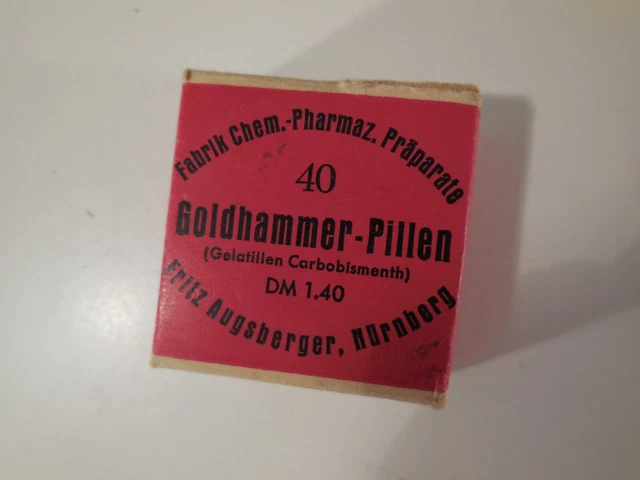 Fabrik Chem.-Pharmaz. Präparate
40
Goldhammer-Pillen
(Gelatillen Carbobismenth)
DM 1.40
Fritz Augsberger, Nürnberg